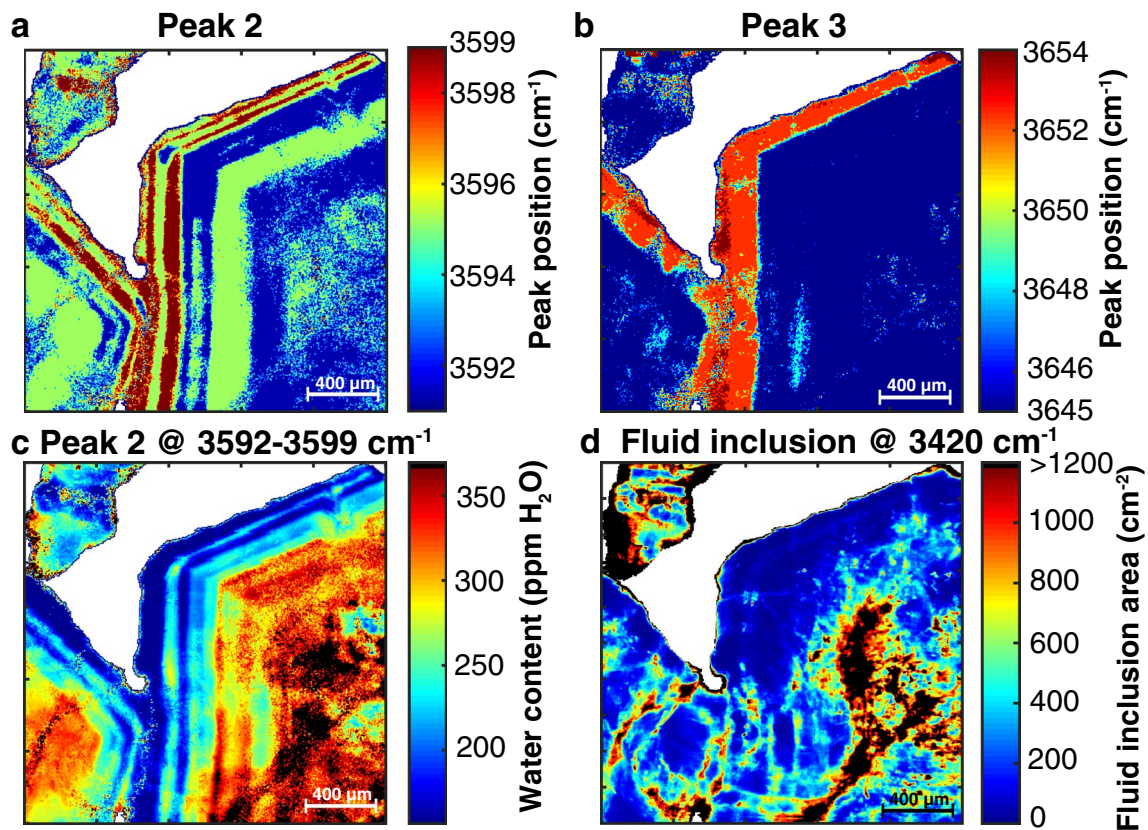 a Peak 2
3599
3598
3596
3594
3592
Peak position (cm⁻¹)
400 µm
b Peak 3
3654
3652
3650
3648
3646
3645
Peak position (cm⁻¹)
400 µm
c Peak 2 @ 3592-3599 cm⁻¹
350
300
250
200
Water content (ppm H₂O)
400 µm
d Fluid inclusion @ 3420 cm⁻¹
>1200
1000
800
600
400
200
0
Fluid inclusion area (cm⁻²)
400 µm